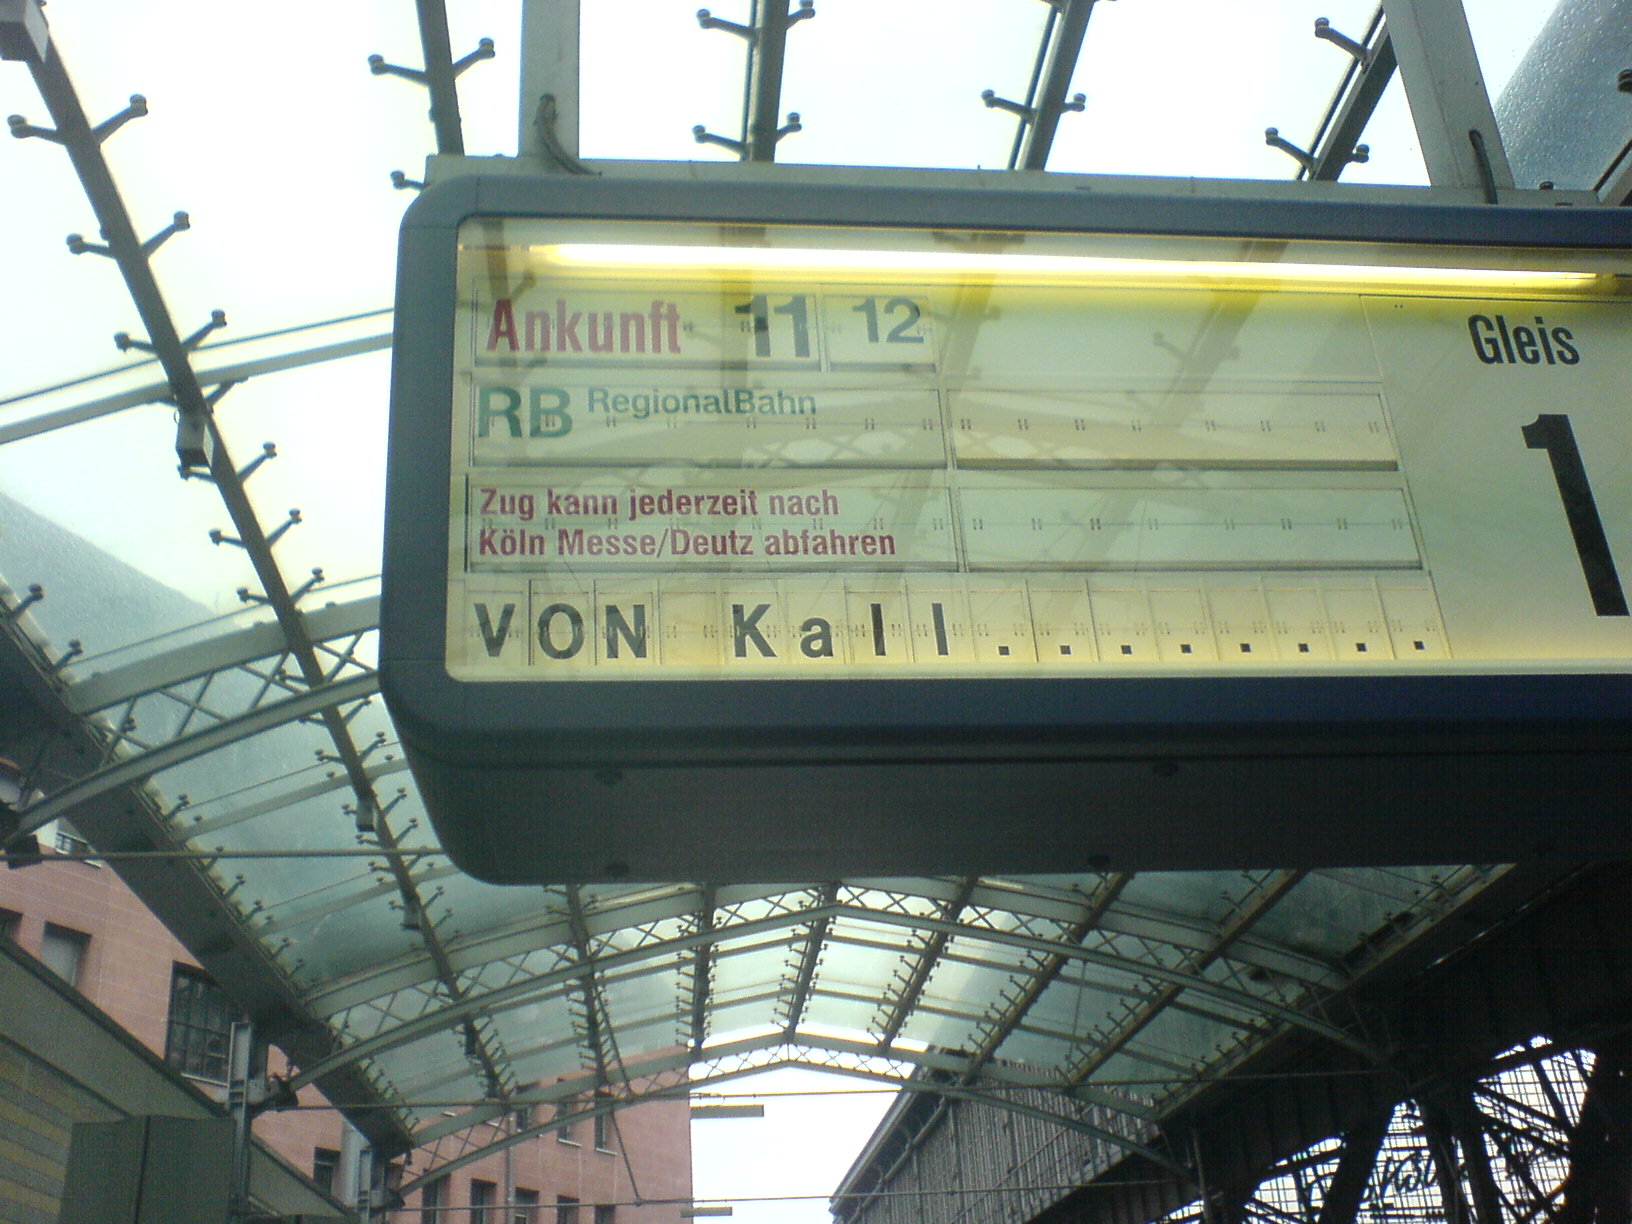 Ankunft 11 12
Gleis
RB RegionalBahn
1
Zug kann jederzeit nach
Köln Messe/Deutz abfahren
VON Kall........